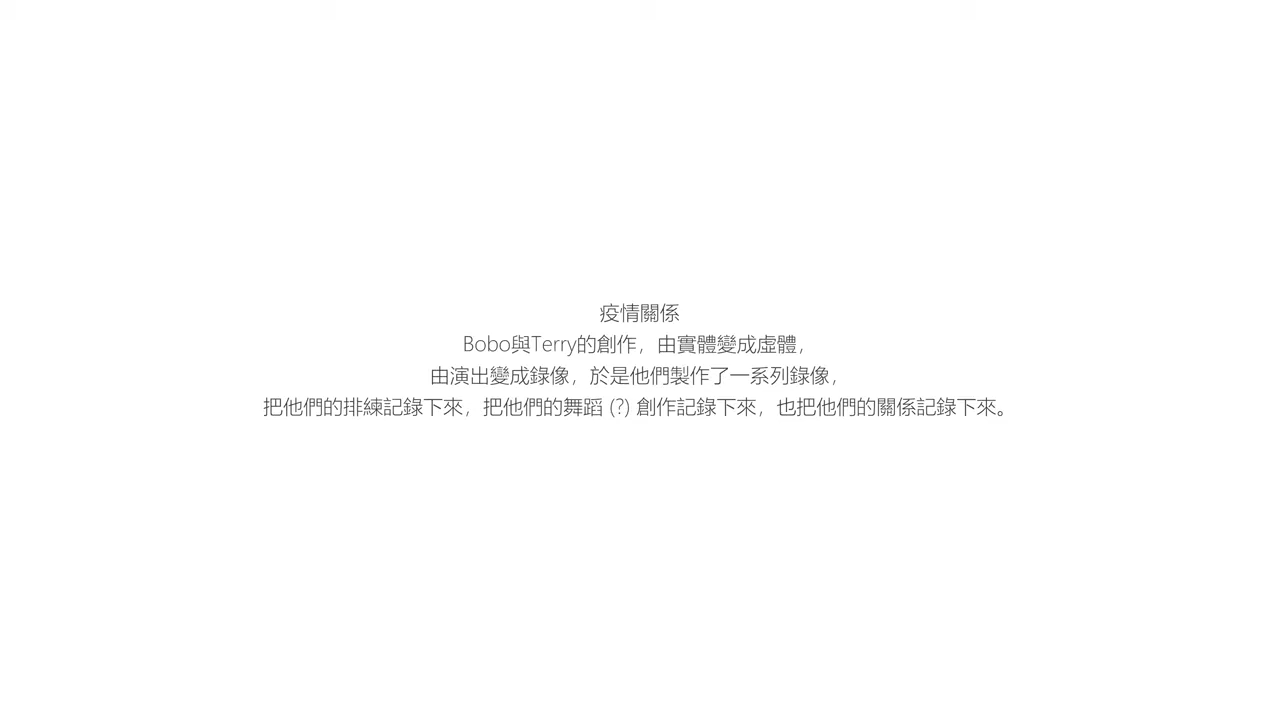 疫情關係
Bobo與Terry的創作，由實體變成虛體，
由演出變成錄像，於是他們製作了一系列錄像，
把他們的排練記錄下來，把他們的舞蹈 (?) 創作記錄下來，也把他們的關係記錄下來。